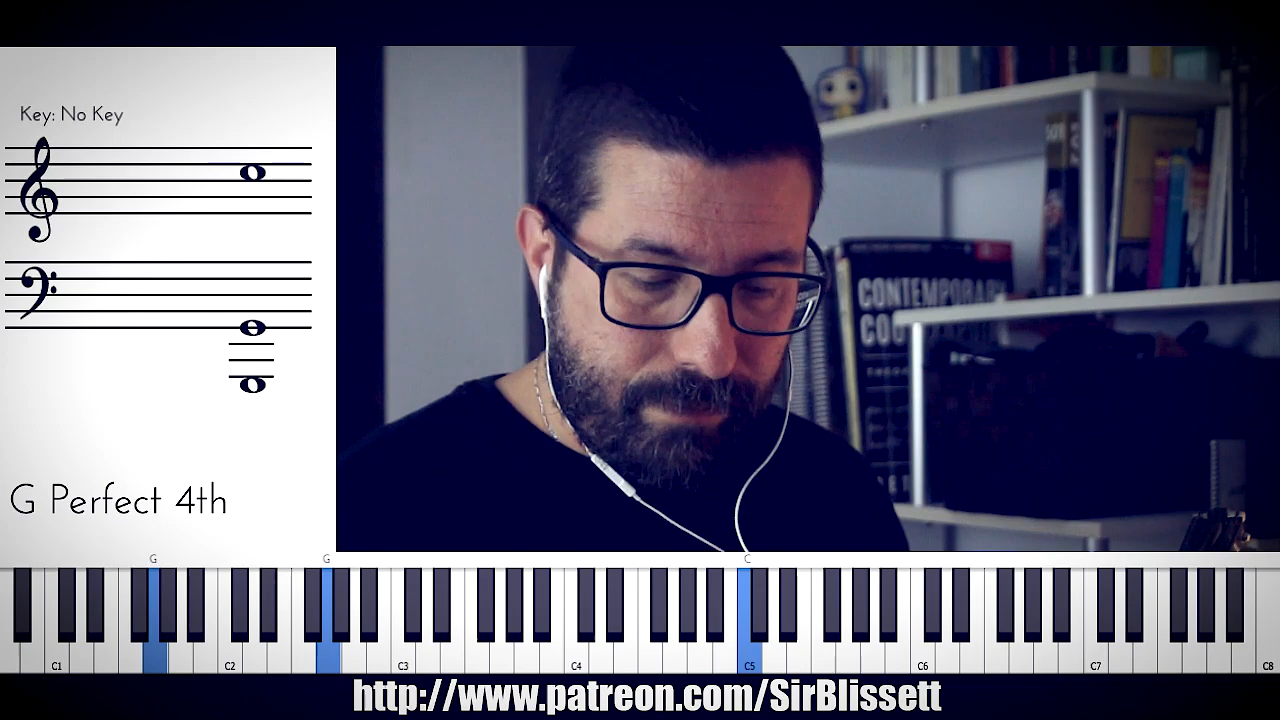 Key: No Key
CONTEMPORARY
G Perfect 4th
G G C
C1 C2 C3 C4 C5 C6 C7 C8
http://www.patreon.com/SirBlissett